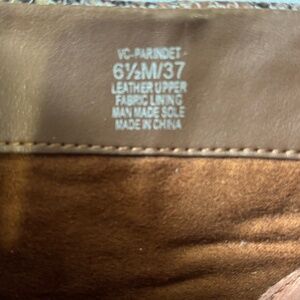 VC-PARINDET
6½M/37
LEATHER UPPER
FABRIC LINING
MAN MADE SOLE
MADE IN CHINA